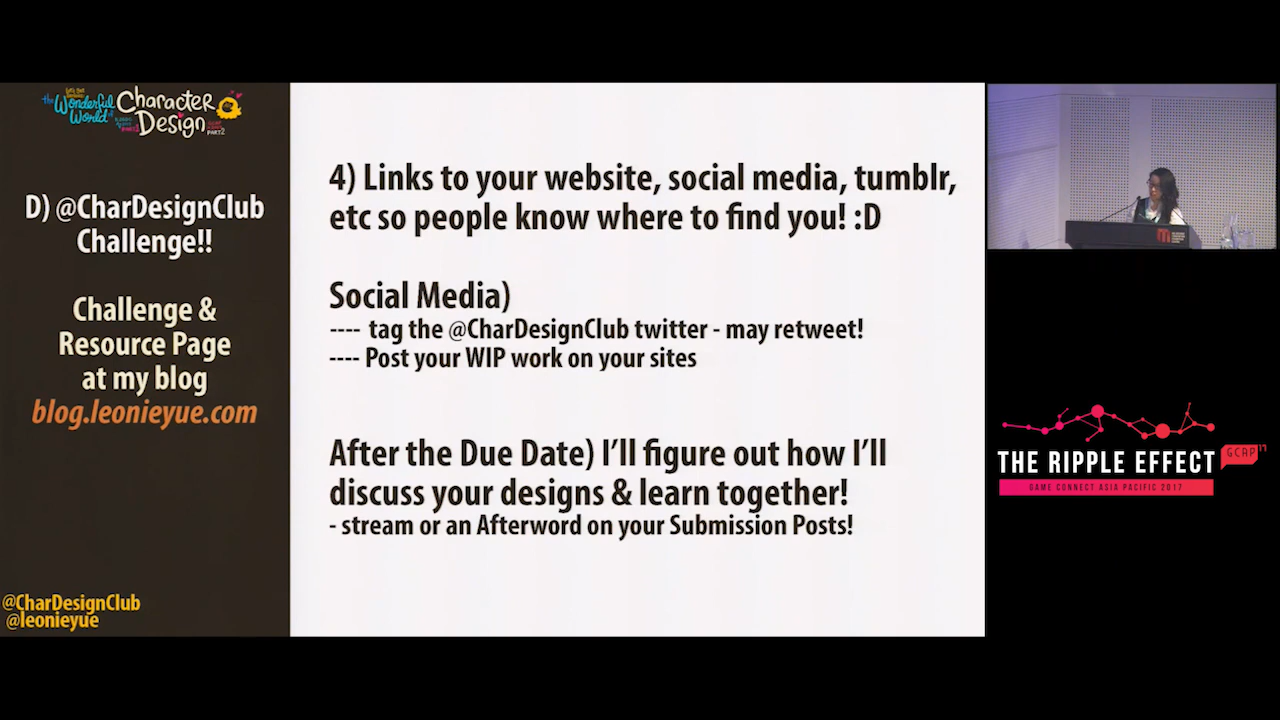 the Wonderful World of
Character Design
PART 2
D) @CharDesignClub
Challenge!!
Challenge &
Resource Page
at my blog
blog.leonieyue.com
@CharDesignClub
@leonieyue
4) Links to your website, social media, tumblr,
etc so people know where to find you! :D
Social Media)
---- tag the @CharDesignClub twitter - may retweet!
---- Post your WIP work on your sites
After the Due Date) I’ll figure out how I’ll
discuss your designs & learn together!
- stream or an Afterword on your Submission Posts!
THE RIPPLE EFFECT
GCAP17
GAME CONNECT ASIA PACIFIC 2017